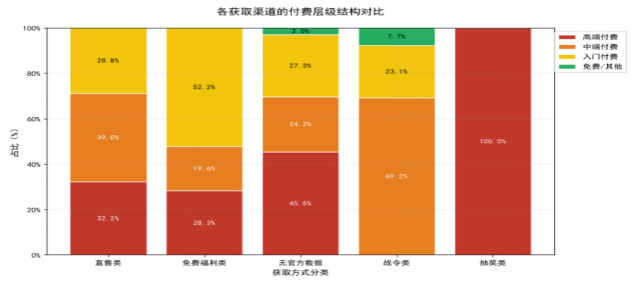 各获取渠道的付费层级结构对比
100%
80%
60%
40%
20%
0%
占比 (%)
28.8%
39.0%
32.2%
52.2%
19.6%
28.3%
3.0%
27.3%
24.2%
45.5%
7.7%
23.1%
69.2%
100.0%
高端付费
中端付费
入门付费
免费/其他
直售类
免费福利类
无官方数据
战令类
抽奖类
获取方式分类